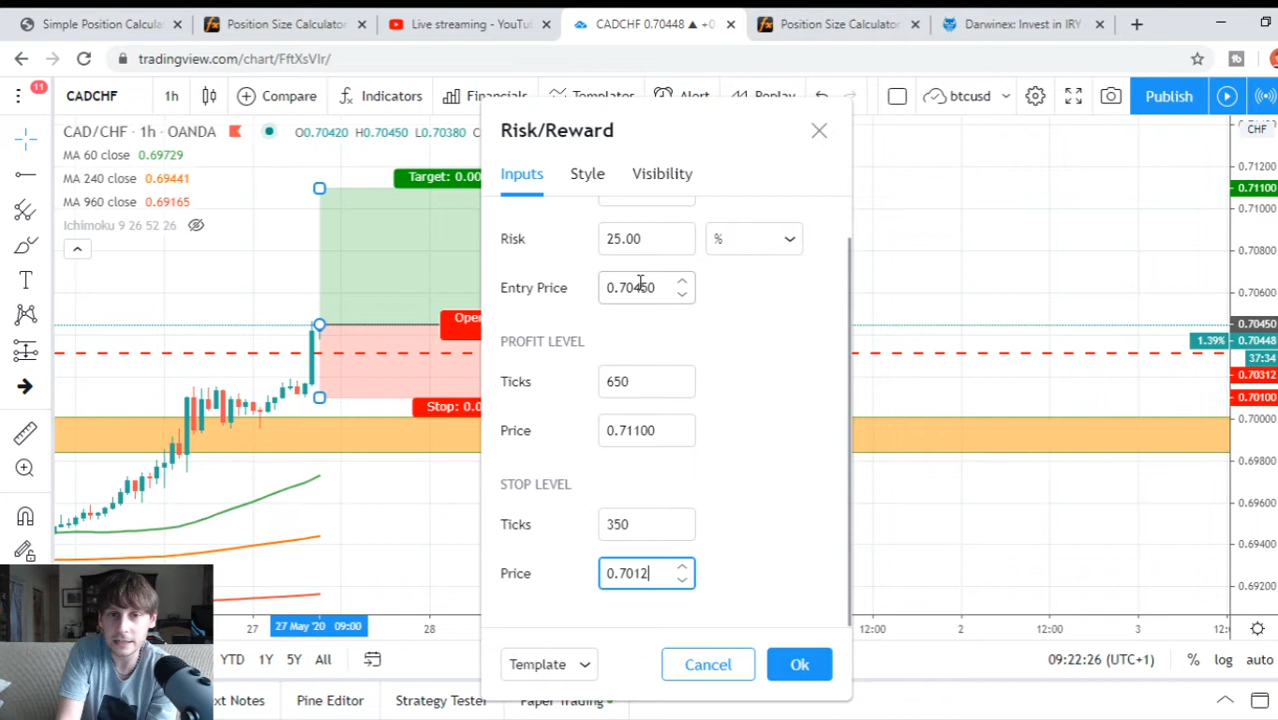 Simple Position Calcula
Position Size Calculator
Live streaming - YouTu
CADCHF 0.70448 ▲ +0
Position Size Calculator
Darwinex: Invest in IRY
tradingview.com/chart/FftXsVIr/
11
CADCHF
1h
Compare
Indicators
Financials
Templates
Alert
Replay
btcusd
Publish
CAD/CHF · 1h · OANDA
O0.70420 H0.70450 L0.70380 C
MA 60 close 0.69729
MA 240 close 0.69441
MA 960 close 0.69165
Ichimoku 9 26 52 26
Target: 0.00
Open
Stop: 0.0
Risk/Reward
Inputs
Style
Visibility
Risk
25.00
%
Entry Price
0.70450
PROFIT LEVEL
Ticks
650
Price
0.71100
STOP LEVEL
Ticks
350
Price
0.7012
Template
Cancel
Ok
CHF
0.71200
0.71100
0.71000
0.70800
0.70600
0.70450
1.39%
0.70448
37:34
0.70312
0.70100
0.70000
0.69800
0.69600
0.69400
0.69200
27
27 May '20 09:00
28
12:00
2
12:00
3
12:0
YTD
1Y
5Y
All
09:22:26 (UTC+1)
%
log
auto
xt Notes
Pine Editor
Strategy Tester
Paper Trading